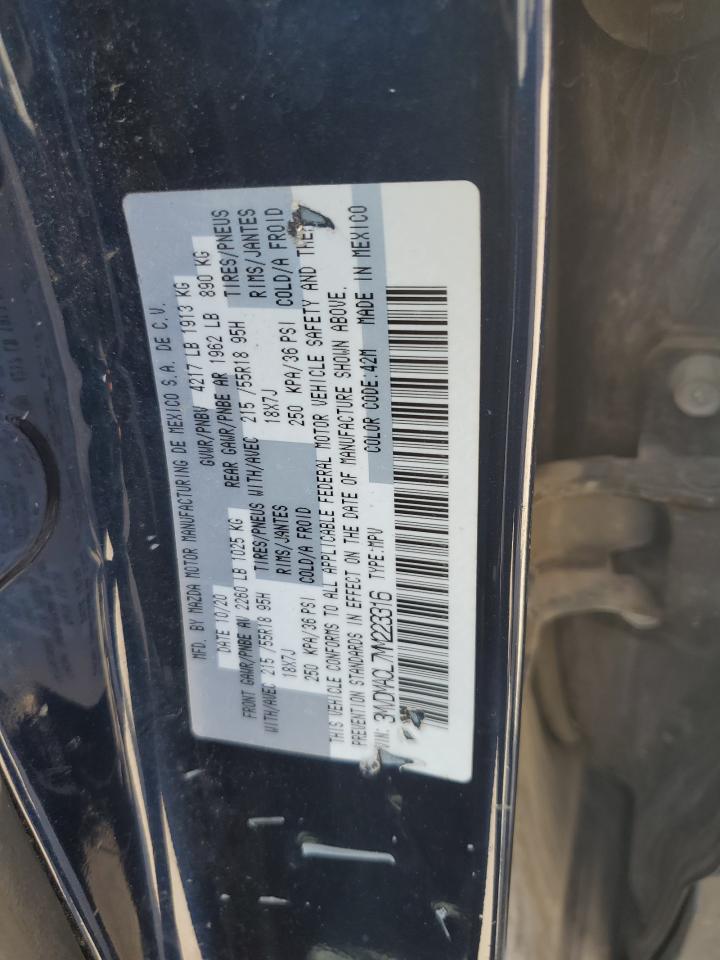 MFD. BY MAZDA MOTOR MANUFACTURING DE MEXICO S.A. DE C.V.
DATE 10/20 GVWR/PNBV 4217 LB 1913 KG
FRONT GAWR/PNBE AV 2260 LB 1025 KG REAR GAWR/PNBE AR 1962 LB 890 KG
WITH/AVEC 215 /55R18 95H TIRES/PNEUS WITH/AVEC 215 /55R18 95H TIRES/PNEUS
18X7J RIMS/JANTES 18X7J RIMS/JANTES
250 KPA/36 PSI COLD/A FROID 250 KPA/36 PSI COLD/A FROID
THIS VEHICLE CONFORMS TO ALL APPLICABLE FEDERAL MOTOR VEHICLE SAFETY AND
PREVENTION STANDARDS IN EFFECT ON THE DATE OF MANUFACTURE SHOWN ABOVE.
VIN: 3MVDMACL7MM223316 TYPE:MPV COLOR CODE:42M MADE IN MEXICO